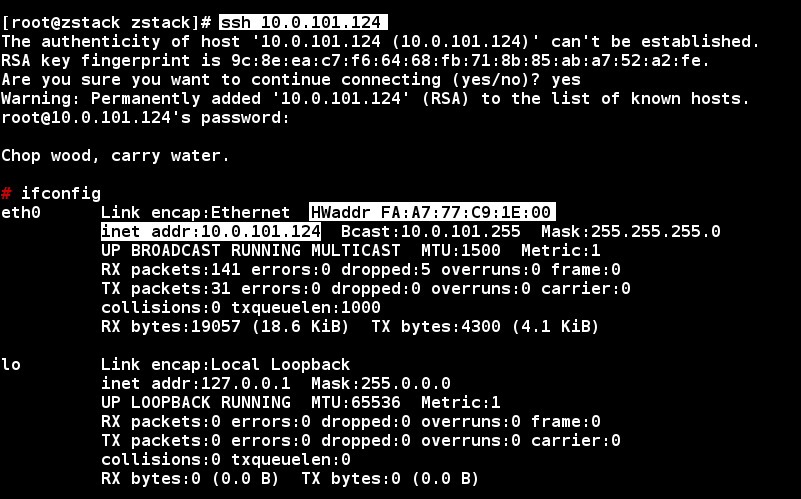 [root@zstack zstack]# ssh 10.0.101.124
The authenticity of host '10.0.101.124 (10.0.101.124)' can't be established.
RSA key fingerprint is 9c:8e:ea:c7:f6:64:68:fb:71:8b:85:ab:a7:52:a2:fe.
Are you sure you want to continue connecting (yes/no)? yes
Warning: Permanently added '10.0.101.124' (RSA) to the list of known hosts.
root@10.0.101.124's password:
Chop wood, carry water.
# ifconfig
eth0      Link encap:Ethernet  HWaddr FA:A7:77:C9:1E:00
          inet addr:10.0.101.124  Bcast:10.0.101.255  Mask:255.255.255.0
          UP BROADCAST RUNNING MULTICAST  MTU:1500  Metric:1
          RX packets:141 errors:0 dropped:5 overruns:0 frame:0
          TX packets:31 errors:0 dropped:0 overruns:0 carrier:0
          collisions:0 txqueuelen:1000
          RX bytes:19057 (18.6 KiB)  TX bytes:4300 (4.1 KiB)
lo        Link encap:Local Loopback
          inet addr:127.0.0.1  Mask:255.0.0.0
          UP LOOPBACK RUNNING  MTU:65536  Metric:1
          RX packets:0 errors:0 dropped:0 overruns:0 frame:0
          TX packets:0 errors:0 dropped:0 overruns:0 carrier:0
          collisions:0 txqueuelen:0
          RX bytes:0 (0.0 B)  TX bytes:0 (0.0 B)